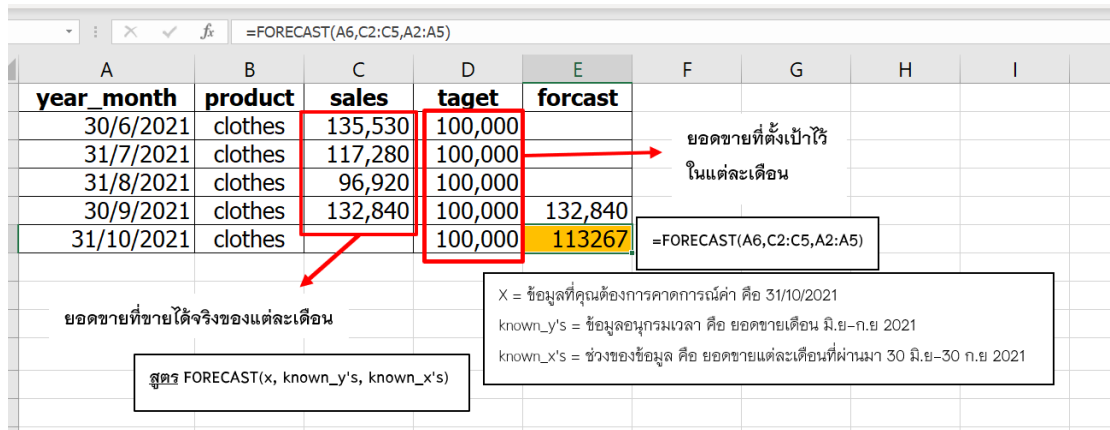 fx =FORECAST(A6,C2:C5,A2:A5)
A B C D E F G H I
year_month product sales taget forcast
30/6/2021 clothes 135,530 100,000
31/7/2021 clothes 117,280 100,000
31/8/2021 clothes 96,920 100,000
30/9/2021 clothes 132,840 100,000 132,840
31/10/2021 clothes 100,000 113267
ยอดขายที่ตั้งเป้าไว้
ในแต่ละเดือน
=FORECAST(A6,C2:C5,A2:A5)
ยอดขายที่ขายได้จริงของแต่ละเดือน
X = ข้อมูลที่คุณต้องการคาดการณ์ค่า คือ 31/10/2021
known_y's = ข้อมูลอนุกรมเวลา คือ ยอดขายเดือน มิ.ย-ก.ย 2021
known_x's = ช่วงของข้อมูล คือ ยอดขายแต่ละเดือนที่ผ่านมา 30 มิ.ย-30 ก.ย 2021
สูตร FORECAST(x, known_y's, known_x's)